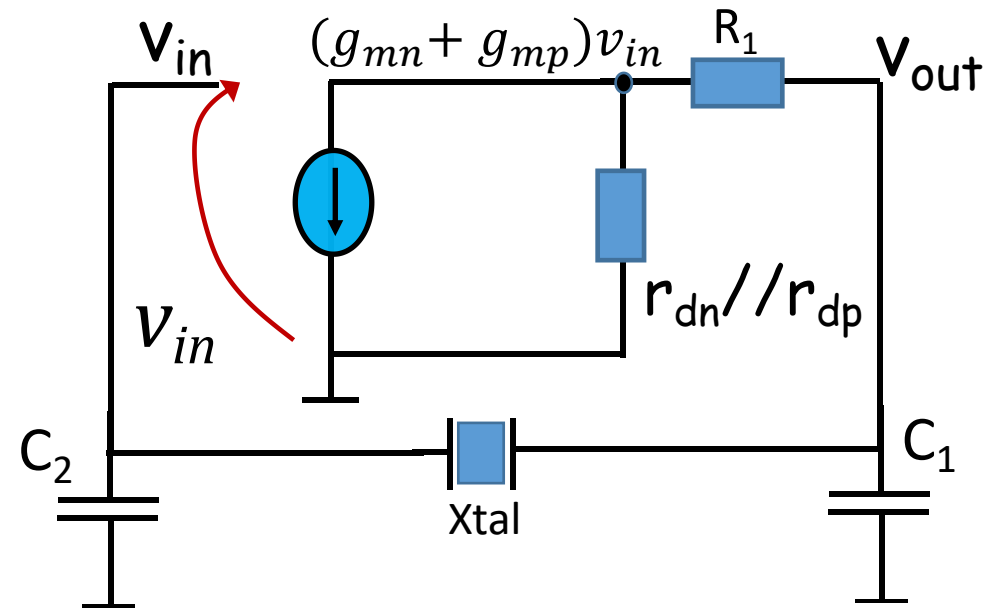 (gmn + gmp)vin
R1
Vin
Vout
vin
rdn//rdp
C2
C1
Xtal